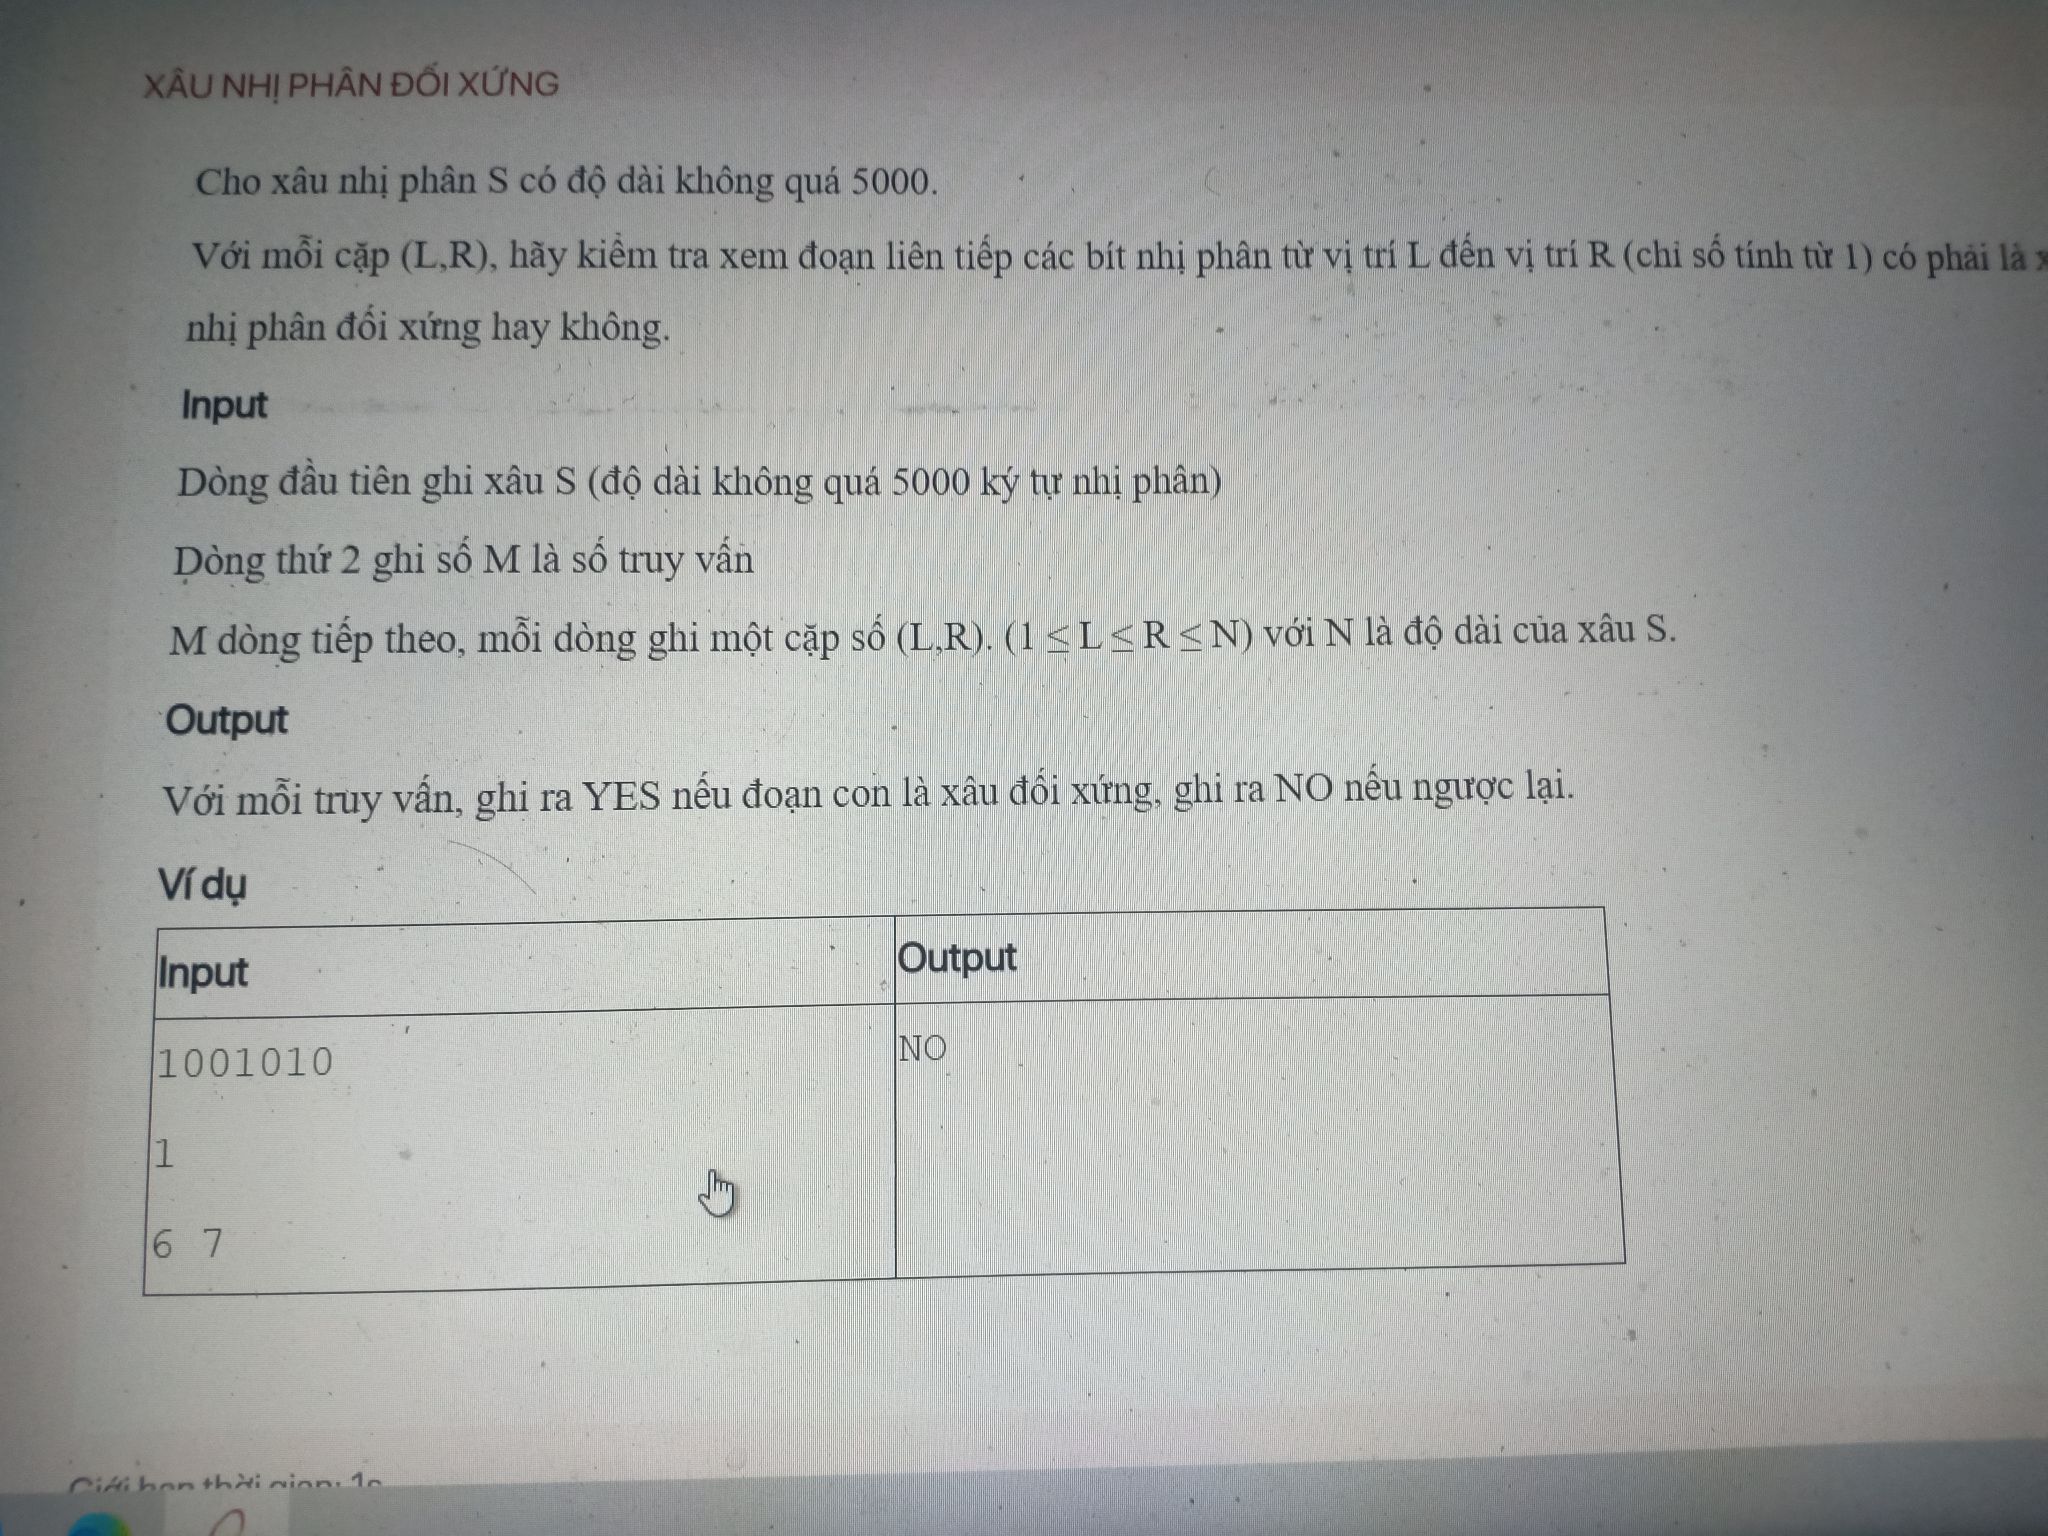 XÂU NHỊ PHÂN ĐỐI XỨNG
Cho xâu nhị phân S có độ dài không quá 5000.
Với mỗi cặp (L,R), hãy kiểm tra xem đoạn liên tiếp các bít nhị phân từ vị trí L đến vị trí R (chỉ số tính từ 1) có phải là
nhị phân đối xứng hay không.
Input
Dòng đầu tiên ghi xâu S (độ dài không quá 5000 ký tự nhị phân)
Dòng thứ 2 ghi số M là số truy vấn
M dòng tiếp theo, mỗi dòng ghi một cặp số (L,R). (1 ≤ L ≤ R ≤ N) với N là độ dài của xâu S.
Output
Với mỗi truy vấn, ghi ra YES nếu đoạn con là xâu đối xứng, ghi ra NO nếu ngược lại.
Ví dụ
Input Output
1001010 NO
1
6 7
Giới hạn thời gian: 1s